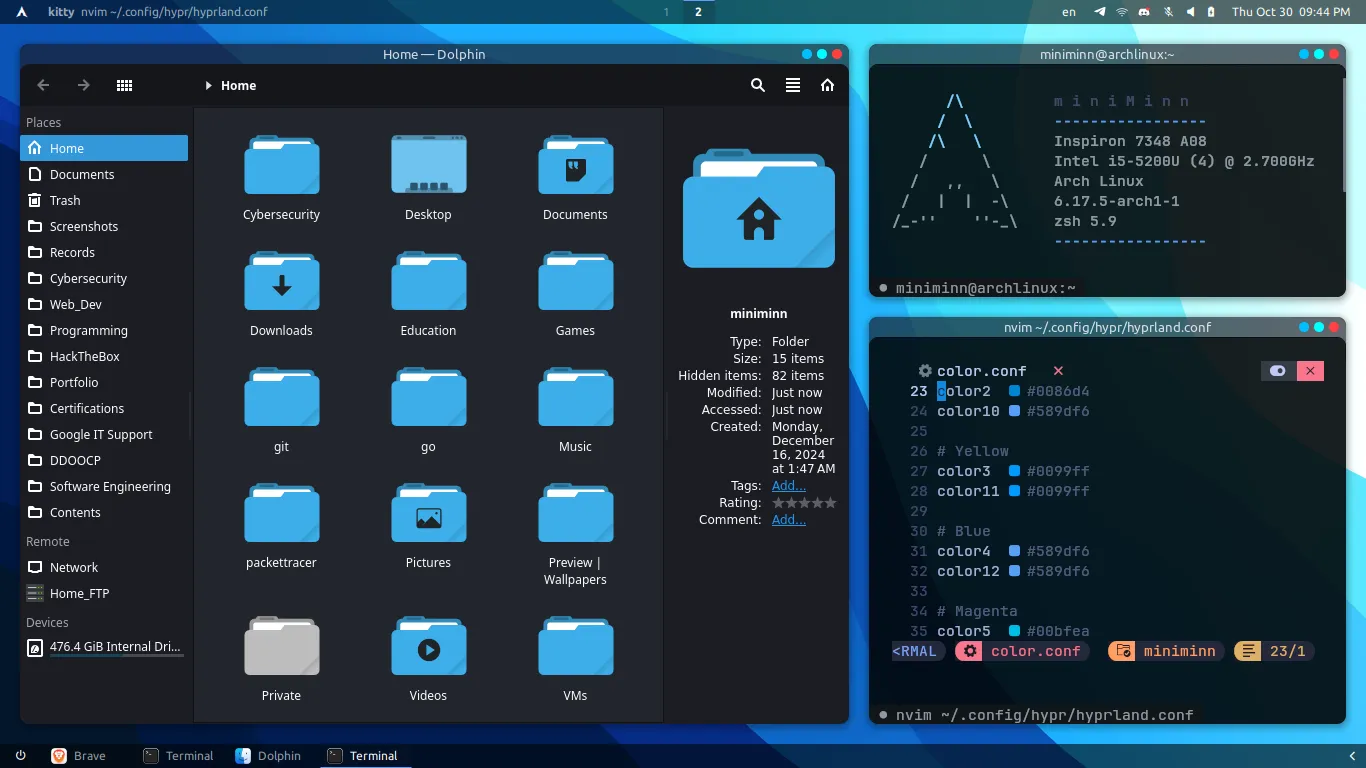 kitty nvim ~/.config/hypr/hyprland.conf
1 2
en Thu Oct 30 09:44 PM
Home — Dolphin
Home
Places
Home
Documents
Trash
Screenshots
Records
Cybersecurity
Web_Dev
Programming
HackTheBox
Portfolio
Certifications
Google IT Support
DDOOCP
Software Engineering
Contents
Remote
Network
Home_FTP
Devices
476.4 GiB Internal Dri...
Cybersecurity
Desktop
Documents
Downloads
Education
Games
git
go
Music
packettracer
Pictures
Preview |
Wallpapers
Private
Videos
VMs
miniminn
Type: Folder
Size: 15 items
Hidden items: 82 items
Modified: Just now
Accessed: Just now
Created: Monday,
December
16, 2024
at 1:47 AM
Tags: Add...
Rating:
Comment: Add...
miniminn@archlinux:~
m i n i M i n n
-----------------
Inspiron 7348 A08
Intel i5-5200U (4) @ 2.700GHz
Arch Linux
6.17.5-arch1-1
zsh 5.9
-----------------
● miniminn@archlinux:~
nvim ~/.config/hypr/hyprland.conf
color.conf
23 color2 #0086d4
24 color10 #589df6
25
26 # Yellow
27 color3 #0099ff
28 color11 #0099ff
29
30 # Blue
31 color4 #589df6
32 color12 #589df6
33
34 # Magenta
35 color5 #00bfea
<RMAL color.conf miniminn 23/1
● nvim ~/.config/hypr/hyprland.conf
Brave
Terminal
Dolphin
Terminal